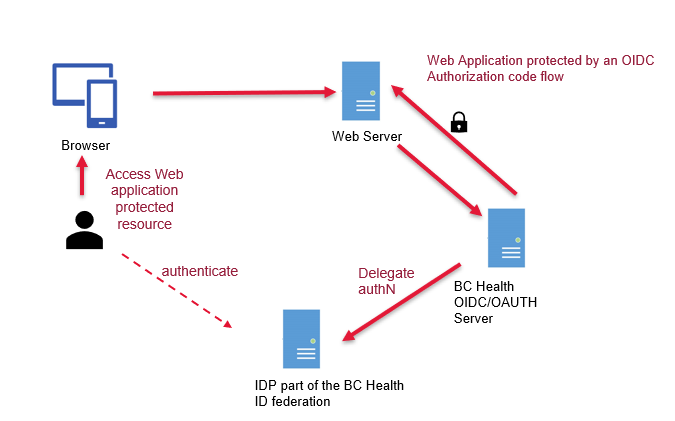 Web Application protected by an OIDC
Authorization code flow
Browser
Web Server
Access Web
application
protected
resource
authenticate
Delegate
authN
BC Health
OIDC/OAUTH
Server
IDP part of the BC Health
ID federation